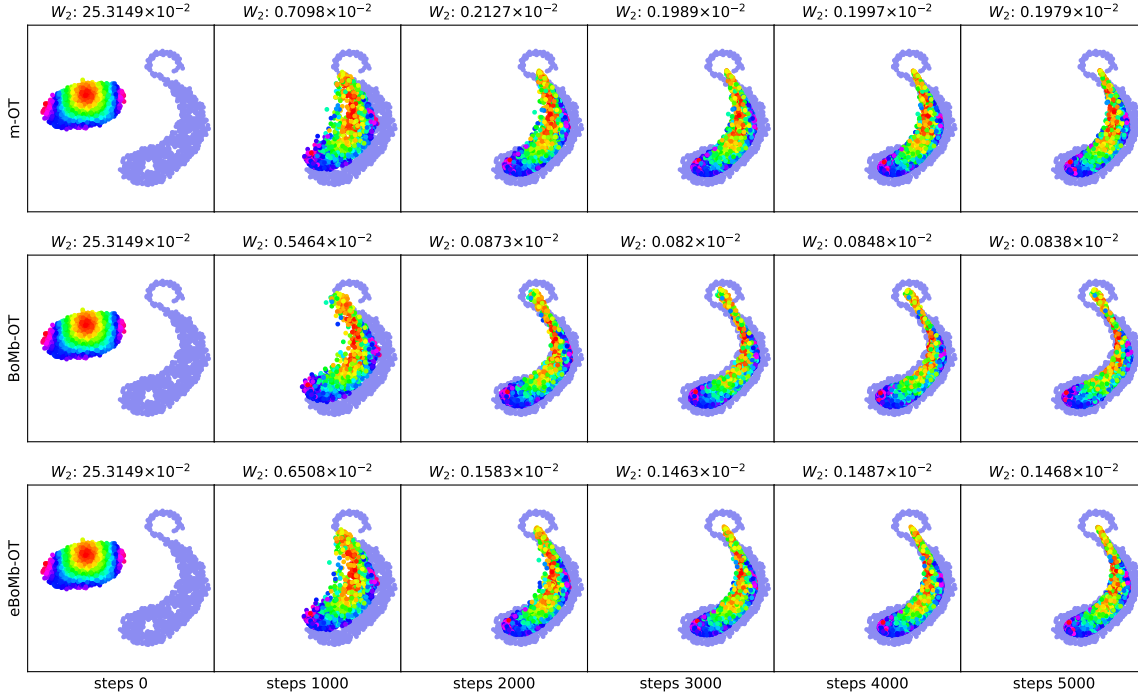 W₂: 25.3149×10⁻² W₂: 0.7098×10⁻² W₂: 0.2127×10⁻² W₂: 0.1989×10⁻² W₂: 0.1997×10⁻² W₂: 0.1979×10⁻²
m-OT
W₂: 25.3149×10⁻² W₂: 0.5464×10⁻² W₂: 0.0873×10⁻² W₂: 0.082×10⁻² W₂: 0.0848×10⁻² W₂: 0.0838×10⁻²
BoMb-OT
W₂: 25.3149×10⁻² W₂: 0.6508×10⁻² W₂: 0.1583×10⁻² W₂: 0.1463×10⁻² W₂: 0.1487×10⁻² W₂: 0.1468×10⁻²
eBoMb-OT
steps 0 steps 1000 steps 2000 steps 3000 steps 4000 steps 5000